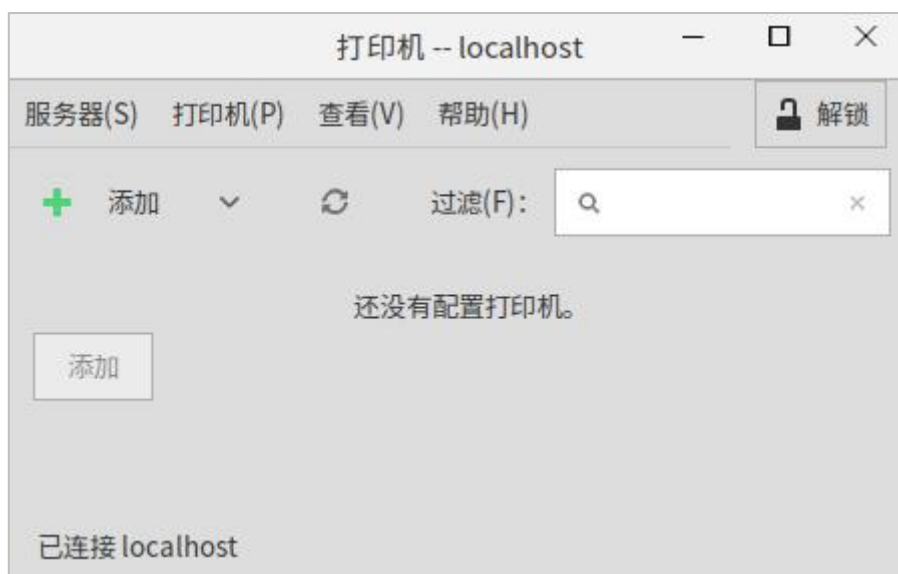 打印机 -- localhost
服务器(S) 打印机(P) 查看(V) 帮助(H) 解锁
添加 过滤(F)：
还没有配置打印机。
添加
已连接 localhost